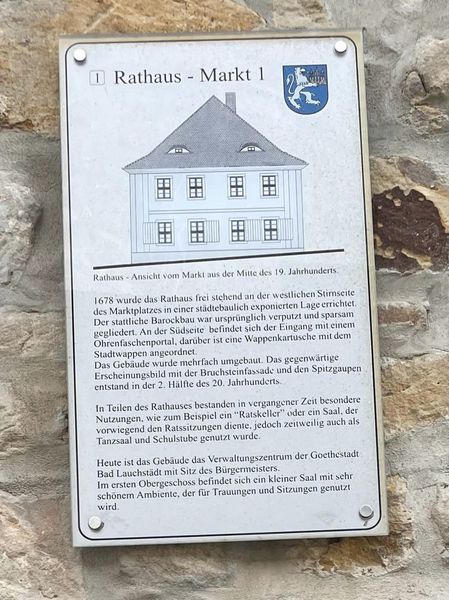 1 Rathaus - Markt 1
Rathaus - Ansicht vom Markt aus der Mitte des 19. Jahrhunderts.
1678 wurde das Rathaus frei stehend an der westlichen Stirnseite
des Marktplatzes in einer städtebaulich exponierten Lage errichtet.
Der stattliche Barockbau war ursprünglich verputzt und sparsam
gegliedert. An der Südseite befindet sich der Eingang mit einem
Ohrenfaschenportal, darüber ist eine Wappenkartusche mit dem
Stadtwappen angeordnet.
Das Gebäude wurde mehrfach umgebaut. Das gegenwärtige
Erscheinungsbild mit der Bruchsteinfassade und den Spitzgaupen
entstand in der 2. Hälfte des 20. Jahrhunderts.
In Teilen des Rathauses bestanden in vergangener Zeit besondere
Nutzungen, wie zum Beispiel ein “Ratskeller” oder ein Saal, der
vorwiegend den Ratssitzungen diente, jedoch zeitweilig auch als
Tanzsaal und Schulstube genutzt wurde.
Heute ist das Gebäude das Verwaltungszentrum der Goethestadt
Bad Lauchstädt mit Sitz des Bürgermeisters.
Im ersten Obergeschoss befindet sich ein kleiner Saal mit sehr
schönem Ambiente, der für Trauungen und Sitzungen genutzt
wird.